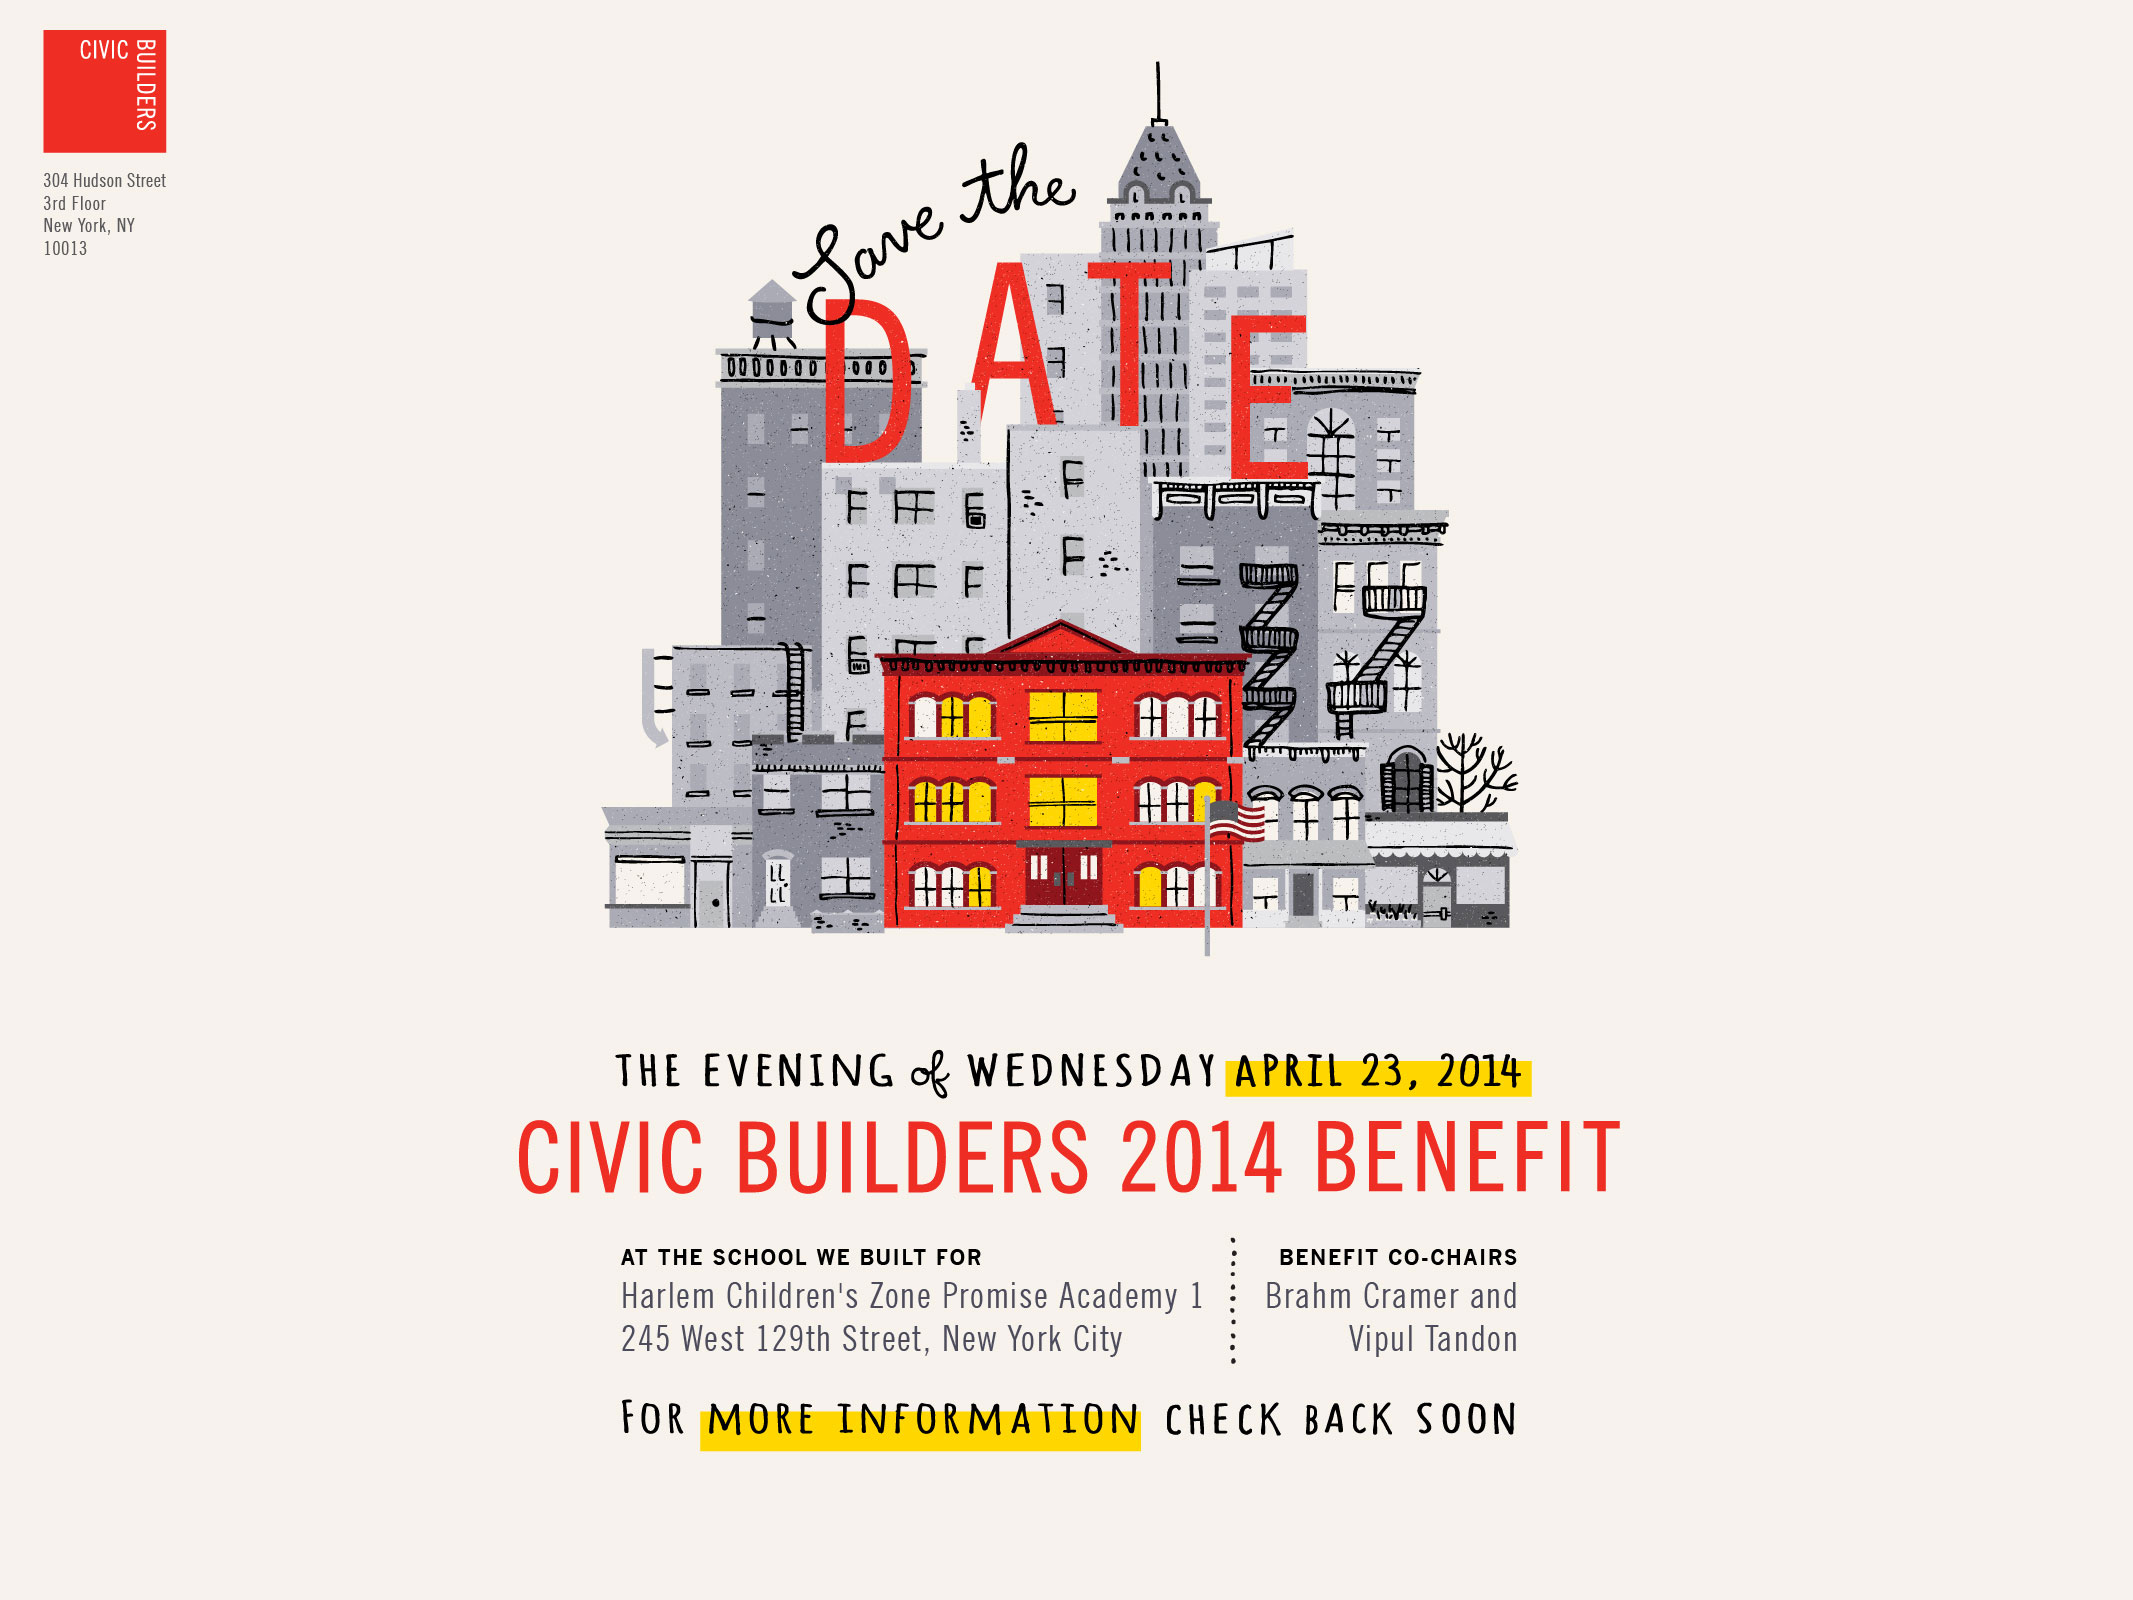 CIVIC BUILDERS
304 Hudson Street
3rd Floor
New York, NY
10013
Save the
DATE
THE EVENING of WEDNESDAY APRIL 23, 2014
CIVIC BUILDERS 2014 BENEFIT
AT THE SCHOOL WE BUILT FOR
Harlem Children's Zone Promise Academy 1
245 West 129th Street, New York City
BENEFIT CO-CHAIRS
Brahm Cramer and
Vipul Tandon
FOR MORE INFORMATION CHECK BACK SOON